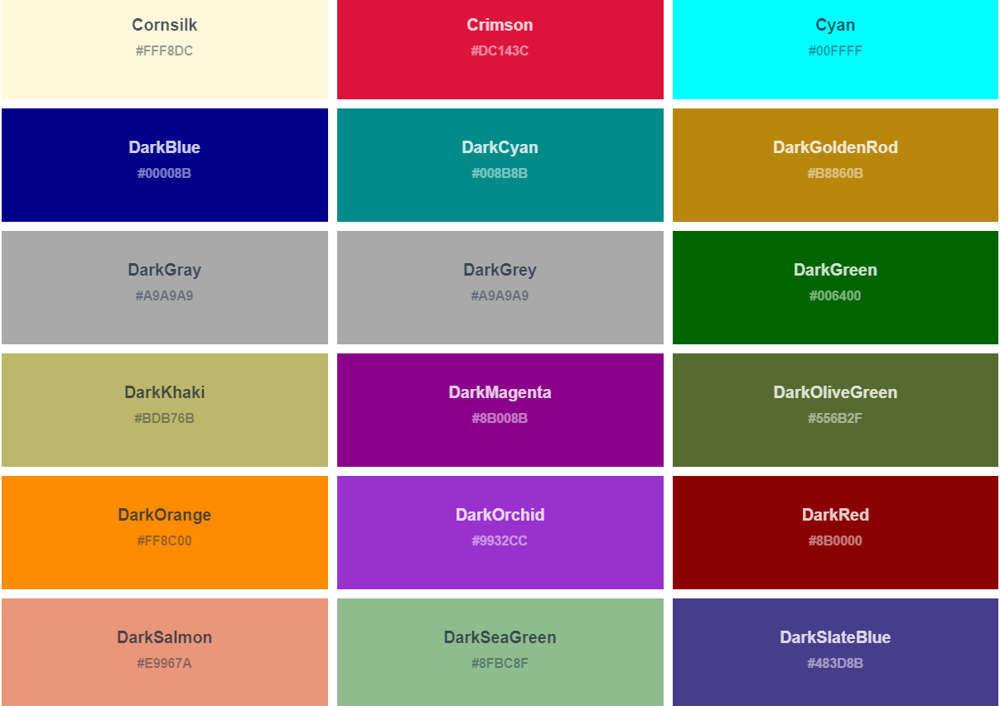 Cornsilk
#FFF8DC
Crimson
#DC143C
Cyan
#00FFFF
DarkBlue
#00008B
DarkCyan
#008B8B
DarkGoldenRod
#B8860B
DarkGray
#A9A9A9
DarkGrey
#A9A9A9
DarkGreen
#006400
DarkKhaki
#BDB76B
DarkMagenta
#8B008B
DarkOliveGreen
#556B2F
DarkOrange
#FF8C00
DarkOrchid
#9932CC
DarkRed
#8B0000
DarkSalmon
#E9967A
DarkSeaGreen
#8FBC8F
DarkSlateBlue
#483D8B